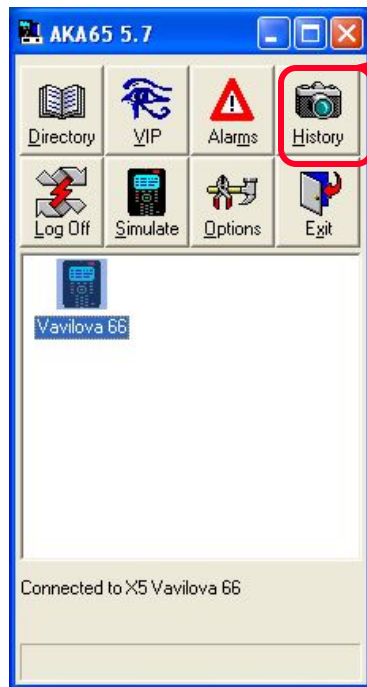 AKA65 5.7
Directory VIP Alarms History
Log Off Simulate Options Exit
Vavilova 66
Connected to X5 Vavilova 66